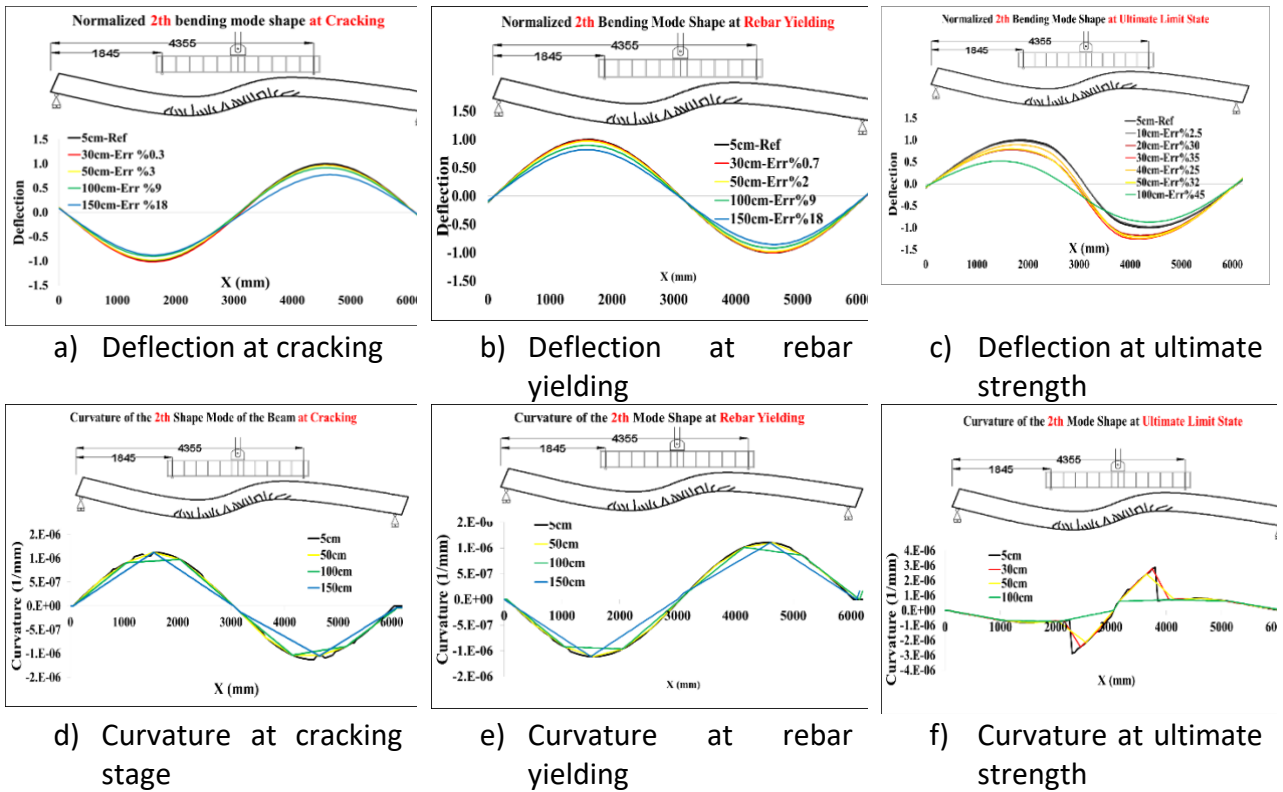 Normalized 2th bending mode shape at Cracking
4355
1845
1.5
1.0
0.5
0.0
-0.5
-1.0
-1.5
Deflection
5cm-Ref
30cm-Err %0.3
50cm-Err %3
100cm-Err %9
150cm-Err %18
X (mm)
0 1000 2000 3000 4000 5000 6000
a) Deflection at cracking
Normalized 2th Bending Mode Shape at Rebar Yielding
4355
1845
1.50
1.00
0.50
0.00
-0.50
-1.00
-1.50
Deflection
5cm-Ref
30cm-Err%0.7
50cm-Err%2
100cm-Err%9
150cm-Err%18
X (mm)
0 1000 2000 3000 4000 5000 6000
b) Deflection at rebar
yielding
Normalized 2th Bending Mode Shape at Ultimate Limit State
4355
1845
1.5
1.0
0.5
0.0
-0.5
-1.0
-1.5
Deflection
5cm-Ref
10cm-Err%2.5
20cm-Err%30
30cm-Err%35
40cm-Err%25
50cm-Err%32
100cm-Err%45
X (mm)
0 1000 2000 3000 4000 5000 6000
c) Deflection at ultimate
strength
Curvature of the 2th Shape Mode of the Beam at Cracking
4355
1845
2.E-06
1.5E-06
1.0E-06
5.E-07
0.E+00
-5.E-07
-1.E-06
-2.E-06
Curvature (1/mm)
5cm
50cm
100cm
150cm
0 1000 2000 3000 4000 5000 6000
X (mm)
d) Curvature at cracking
stage
Curvature of the 2th Mode Shape at Rebar Yielding
4355
1845
2.E-06
1.E-06
5.E-07
0.E+00
-5.E-07
-1.E-06
-2.E-06
Curvature (1/mm)
5cm
50cm
100cm
150cm
0 1000 2000 3000 4000 5000 6000
X (mm)
e) Curvature at rebar
yielding
Curvature of the 2th Mode Shape at Ultimate Limit State
4355
1845
4.E-06
3.E-06
2.E-06
1.E-06
0.E+00
-1.E-06
-2.E-06
-3.E-06
-4.E-06
Curvature (1/mm)
5cm
30cm
50cm
100cm
0 1000 2000 3000 4000 5000 6000
X (mm)
f) Curvature at ultimate
strength